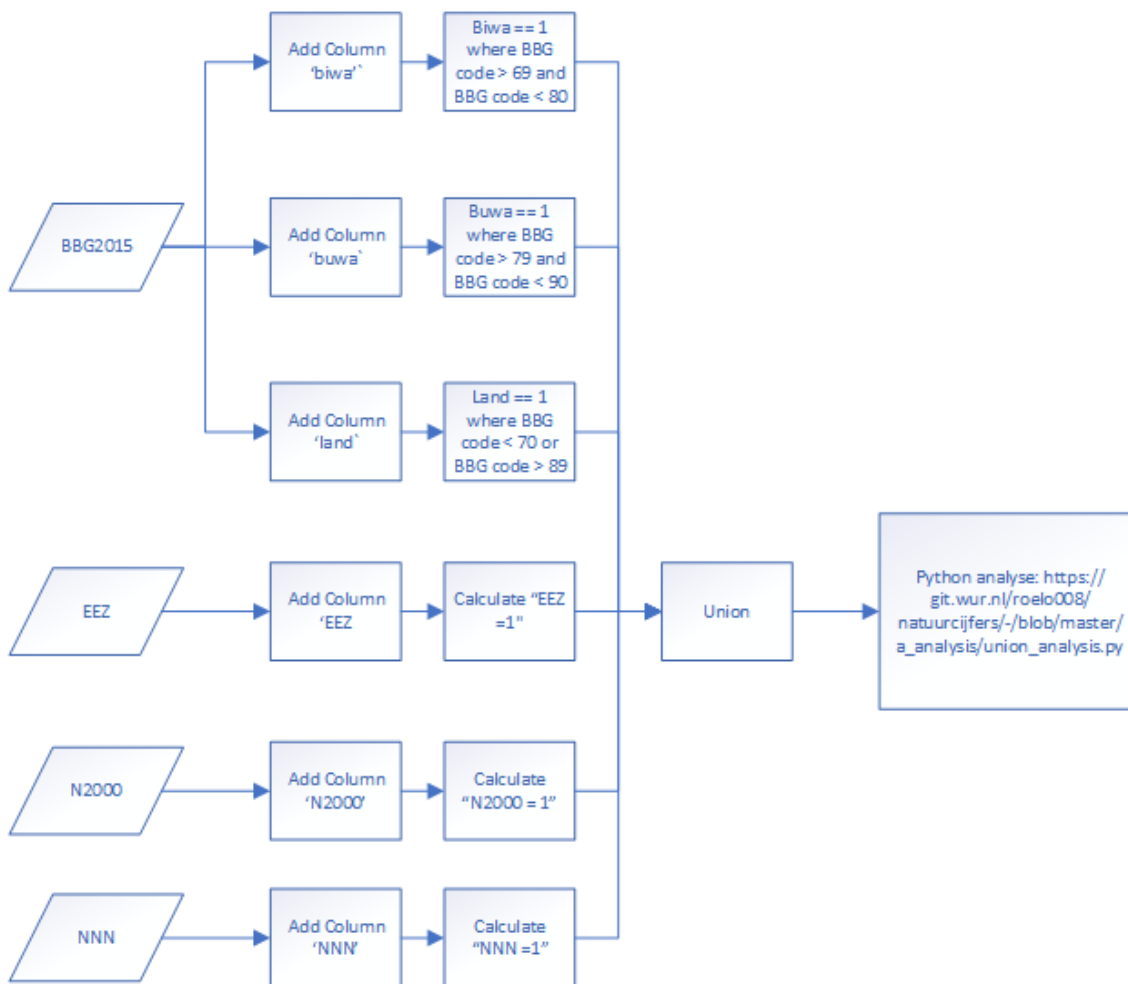 Add Column
‘biwa’`
Biwa == 1
where BBG
code > 69 and
BBG code < 80
BBG2015
Add Column
‘buwa`
Buwa == 1
where BBG
code > 79 and
BBG code < 90
Add Column
‘land`
Land == 1
where BBG
code < 70 or
BBG code > 89
EEZ
Add Column
‘EEZ
Calculate “EEZ
=1"
Union
Python analyse: https://
git.wur.nl/roelo008/
natuurcijfers/-/blob/master/
a_analysis/union_analysis.py
N2000
Add Column
‘N2000’
Calculate
“N2000 = 1”
NNN
Add Column
‘NNN’
Calculate
“NNN =1”